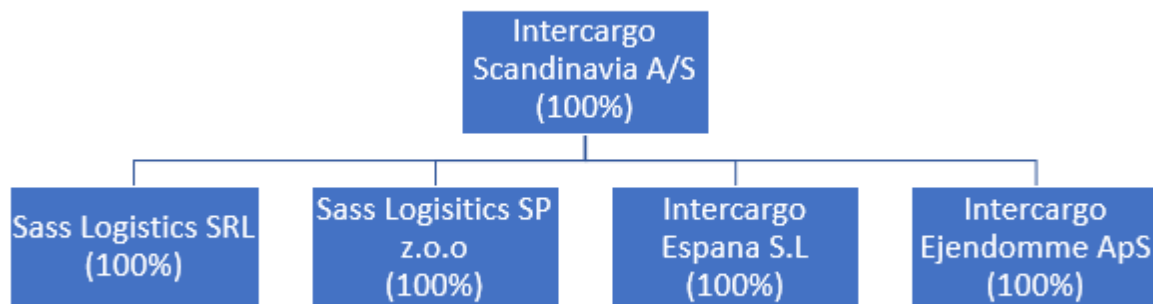 Intercargo
Scandinavia A/S
(100%)
Sass Logistics SRL
(100%)
Sass Logisitics SP
z.o.o
(100%)
Intercargo
Espana S.L
(100%)
Intercargo
Ejendomme ApS
(100%)